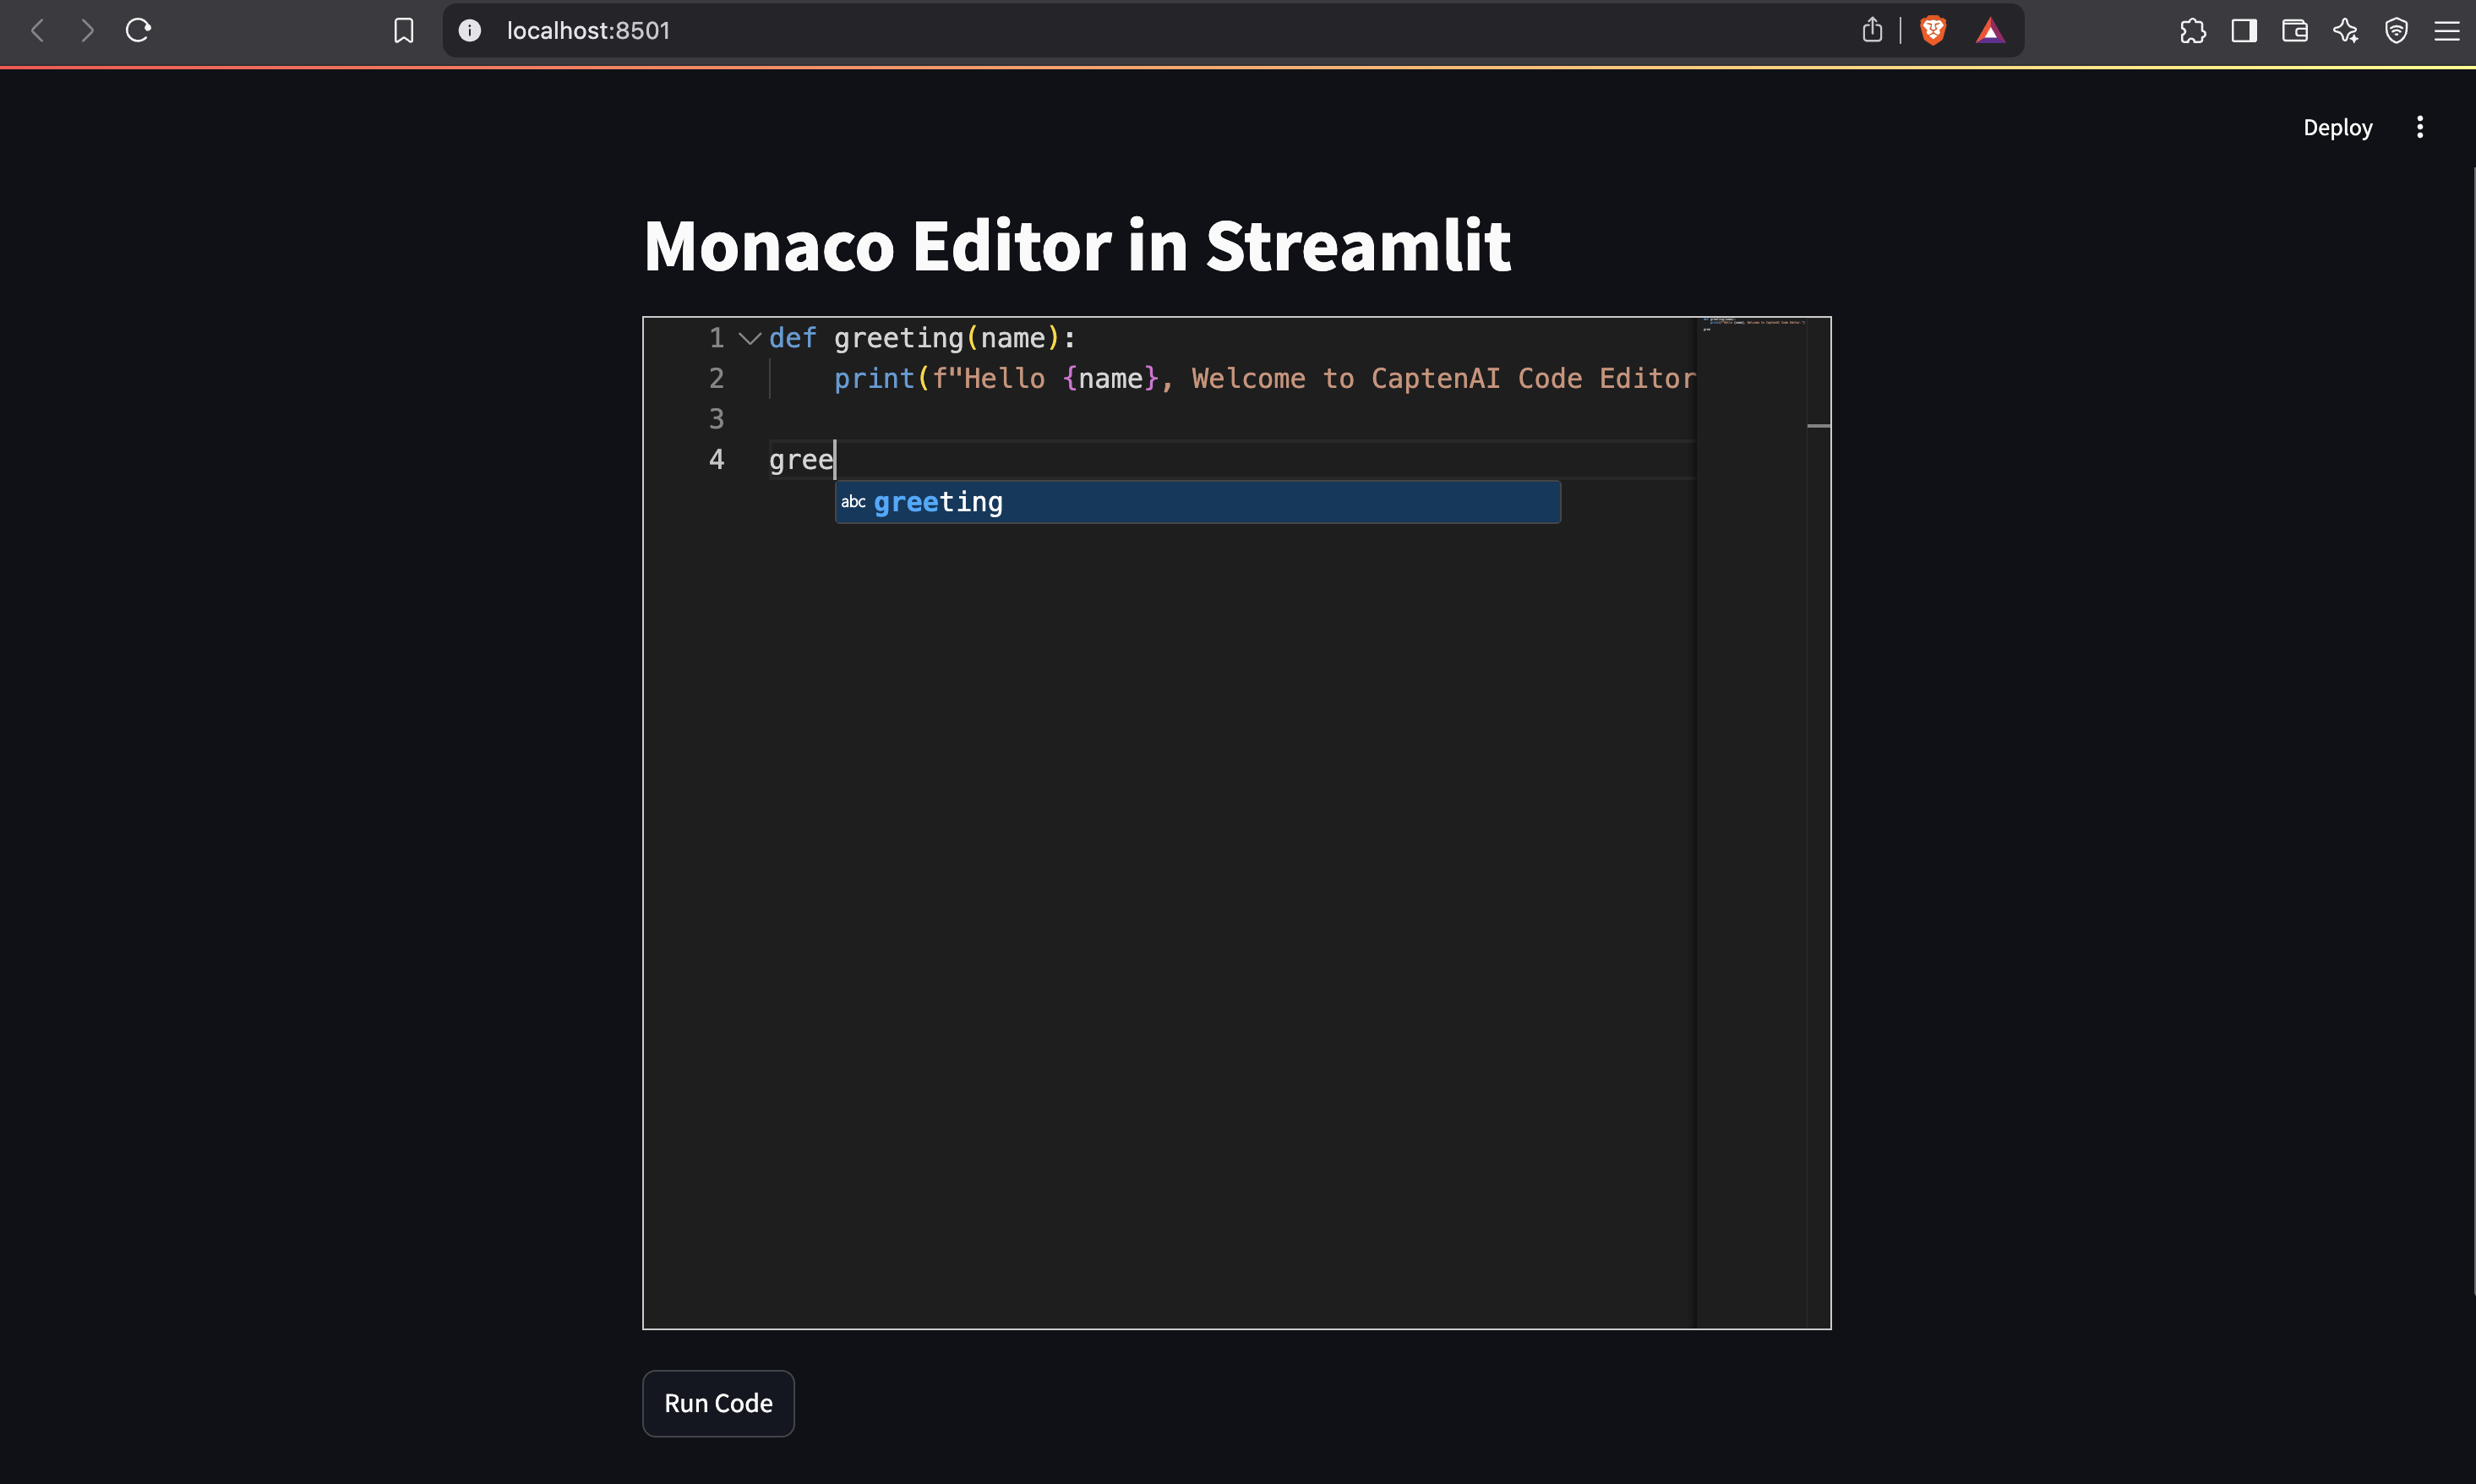 localhost:8501
Deploy
Monaco Editor in Streamlit
1 def greeting(name):
2     print(f"Hello {name}, Welcome to CaptenAI Code Editor
3
4 gree
abc greeting
Run Code